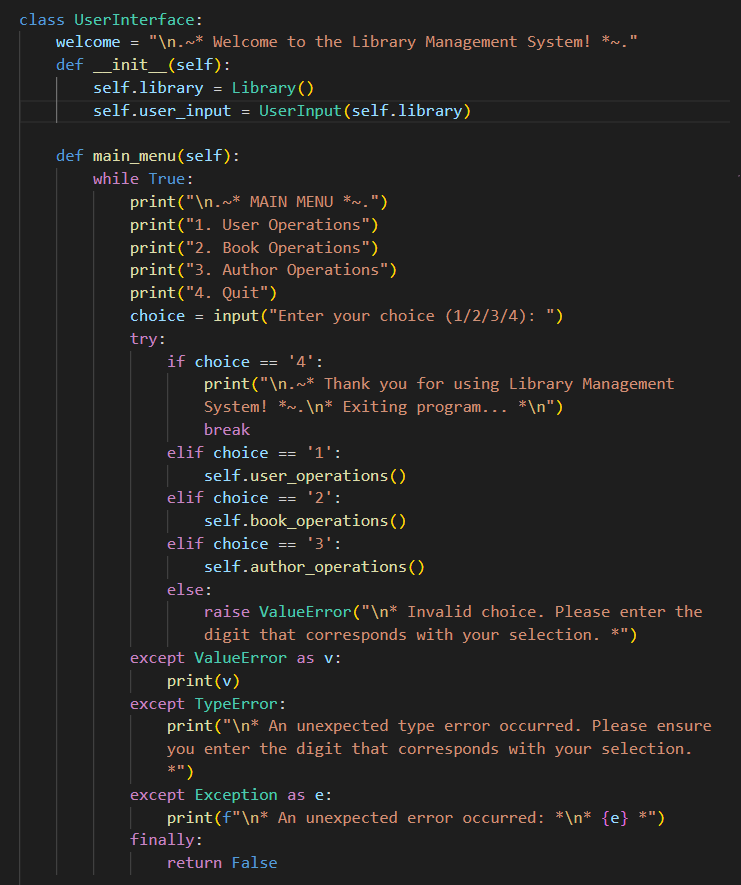 class UserInterface:
    welcome = "\n.~* Welcome to the Library Management System! *~."
    def __init__(self):
        self.library = Library()
        self.user_input = UserInput(self.library)

    def main_menu(self):
        while True:
            print("\n.~* MAIN MENU *~.")
            print("1. User Operations")
            print("2. Book Operations")
            print("3. Author Operations")
            print("4. Quit")
            choice = input("Enter your choice (1/2/3/4): ")
            try:
                if choice == '4':
                    print("\n.~* Thank you for using Library Management
                    System! *~.\n* Exiting program... *\n")
                    break
                elif choice == '1':
                    self.user_operations()
                elif choice == '2':
                    self.book_operations()
                elif choice == '3':
                    self.author_operations()
                else:
                    raise ValueError("\n* Invalid choice. Please enter the
                    digit that corresponds with your selection. *")
            except ValueError as v:
                print(v)
            except TypeError:
                print("\n* An unexpected type error occurred. Please ensure
                you enter the digit that corresponds with your selection.
                *")
            except Exception as e:
                print(f"\n* An unexpected error occurred: *\n* {e} *")
            finally:
                return False